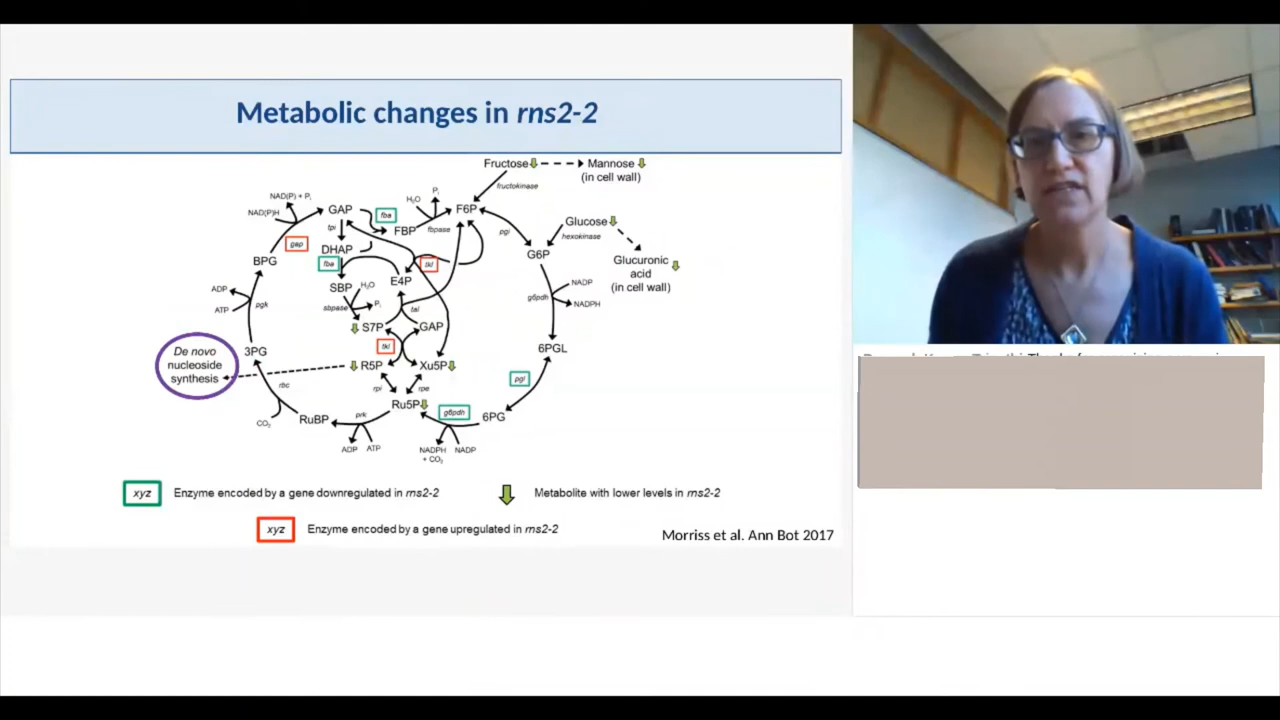 Metabolic changes in rns2-2
Fructose
Mannose
(in cell wall)
fructokinase
NAD(P) + Pi
NAD(P)H
GAP
fba
H2O
Pi
F6P
tpi
FBP
fbpase
Glucose
hexokinase
pgi
gap
DHAP
fba
BPG
tkl
G6P
Glucuronic
acid
(in cell wall)
E4P
SBP
H2O
ADP
ATP
pgk
sbpase
Pi
tal
g6pdh
NADP
NADPH
S7P
GAP
De novo
nucleoside
synthesis
3PG
tkl
6PGL
R5P
Xu5P
rpi
rpe
pgl
rbc
Ru5P
g6pdh
6PG
CO2
RuBP
prk
ADP
ATP
NADPH
+ CO2
NADP
xyz
Enzyme encoded by a gene downregulated in rns2-2
Metabolite with lower levels in rns2-2
xyz
Enzyme encoded by a gene upregulated in rns2-2
Morriss et al. Ann Bot 2017